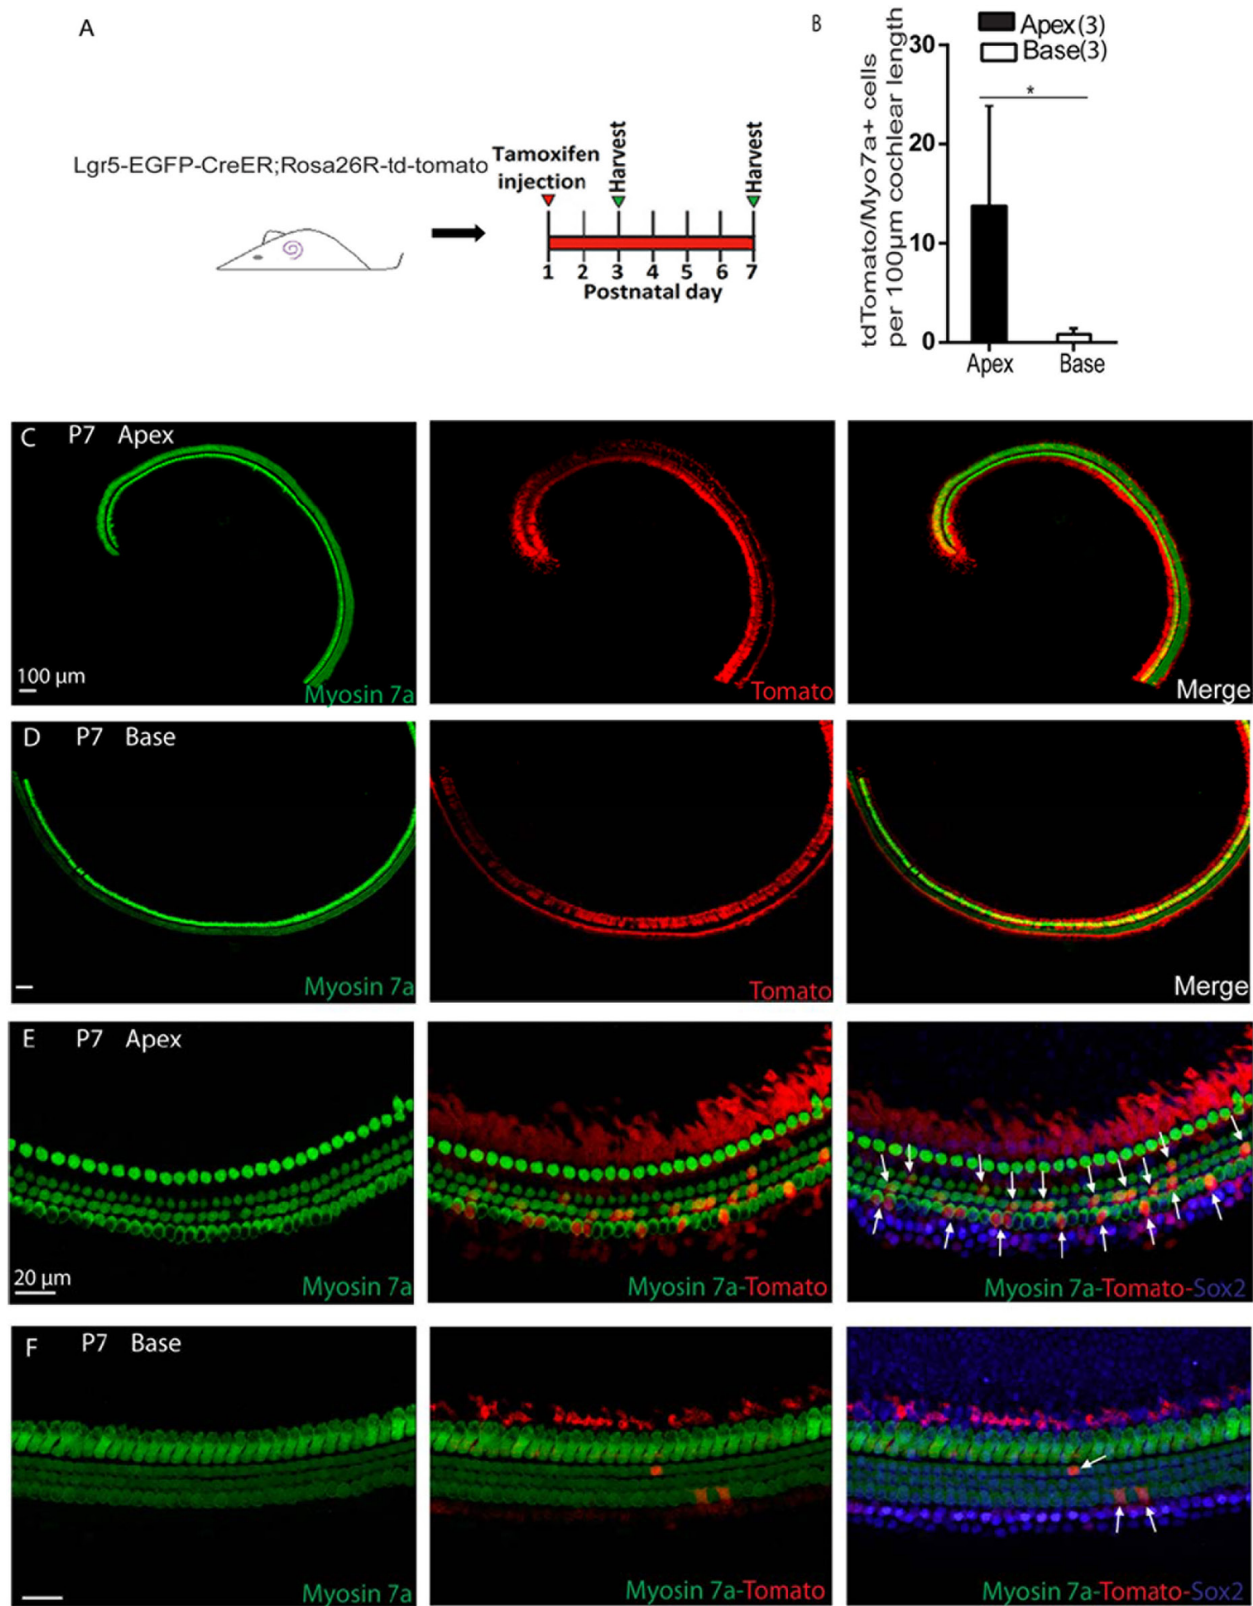 A
Lgr5-EGFP-CreER;Rosa26R-td-tomato
Tamoxifen
injection
Harvest
Harvest
1 2 3 4 5 6 7
Postnatal day
B
Apex(3)
Base(3)
tdTomato/Myo7a+ cells
per 100µm cochlear length
30
20
10
0
*
Apex Base
C P7 Apex
100 µm
Myosin 7a
Tomato
Merge
D P7 Base
Myosin 7a
Tomato
Merge
E P7 Apex
20 µm
Myosin 7a
Myosin 7a-Tomato
Myosin 7a-Tomato-Sox2
F P7 Base
Myosin 7a
Myosin 7a-Tomato
Myosin 7a-Tomato-Sox2